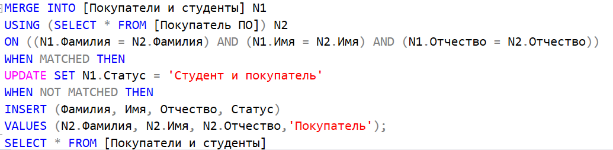 MERGE INTO [Покупатели и студенты] N1
USING (SELECT * FROM [Покупатель ПО]) N2
ON ((N1.Фамилия = N2.Фамилия) AND (N1.Имя = N2.Имя) AND (N1.Отчество = N2.Отчество))
WHEN MATCHED THEN
UPDATE SET N1.Статус = 'Студент и покупатель'
WHEN NOT MATCHED THEN
INSERT (Фамилия, Имя, Отчество, Статус)
VALUES (N2.Фамилия, N2.Имя, N2.Отчество,'Покупатель');
SELECT * FROM [Покупатели и студенты]